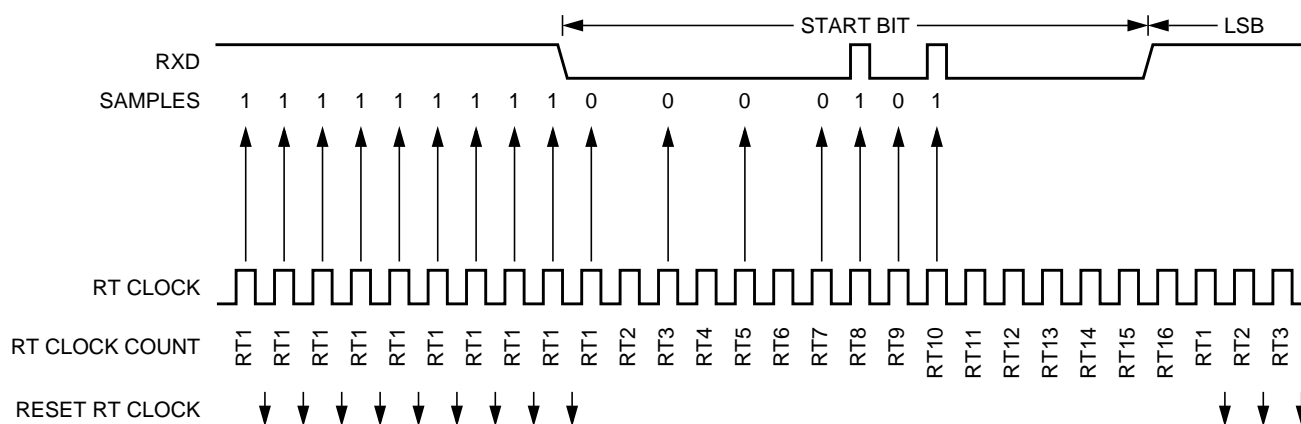 START BIT LSB
RXD
SAMPLES 1 1 1 1 1 1 1 1 1 0 0 0 0 1 0 1
RT CLOCK
RT CLOCK COUNT RT1 RT1 RT1 RT1 RT1 RT1 RT1 RT1 RT1 RT1 RT2 RT3 RT4 RT5 RT6 RT7 RT8 RT9 RT10 RT11 RT12 RT13 RT14 RT15 RT16 RT1 RT2 RT3
RESET RT CLOCK